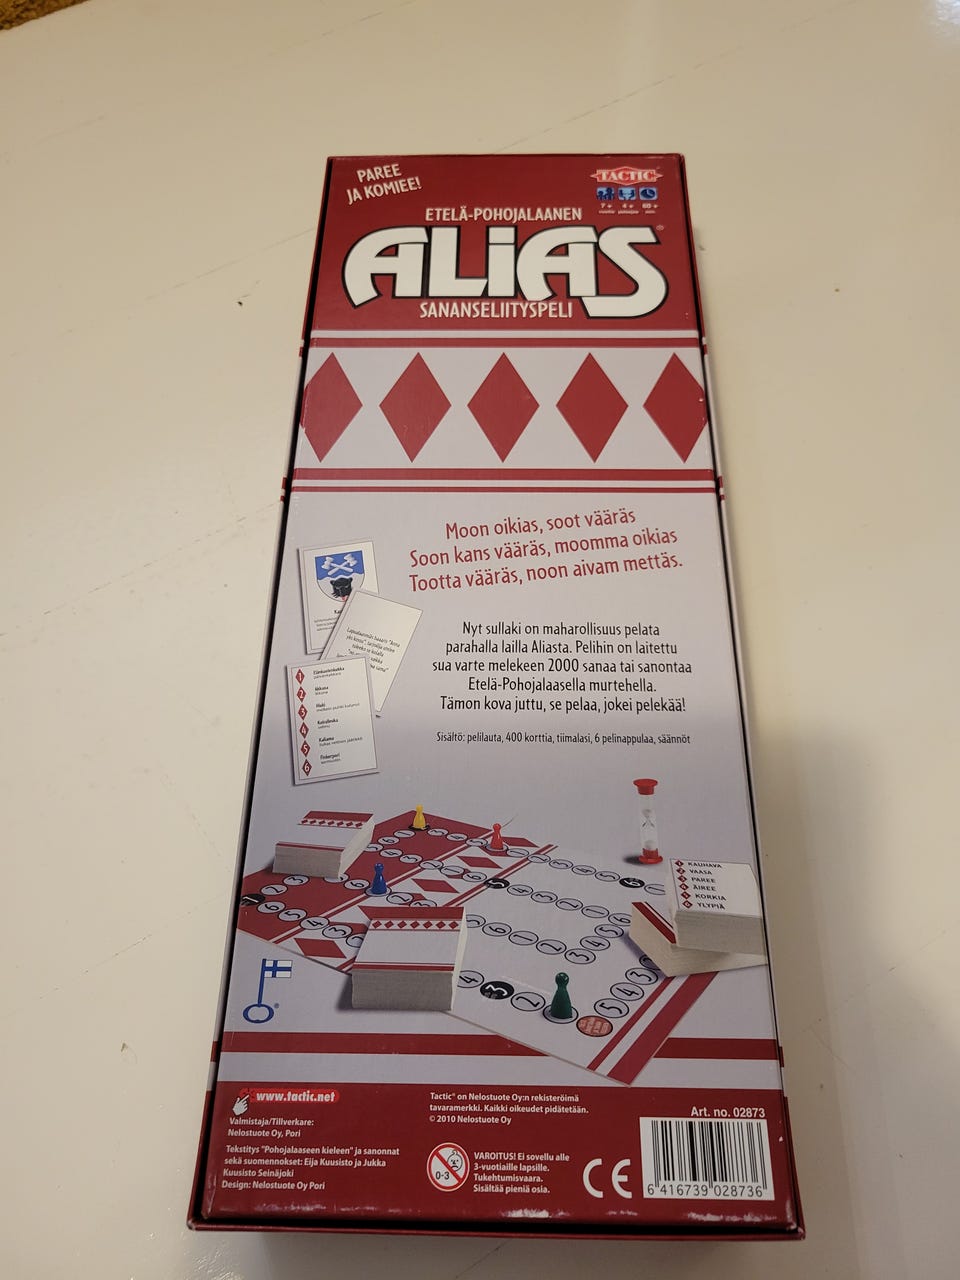 PAREE
JA KOMIEE!
TACTIC
7+ 4+ 60+
ETELÄ-POHOJALAANEN
ALIAS®
SANANSELIITYSPELI
Moon oikias, soot vääräs
Soon kans vääräs, moomma oikias
Tootta vääräs, noon aivam mettäs.
Nyt sullaki on maharollisuus pelata
parahalla lailla Aliasta. Pelihin on laitettu
sua varte melekeen 2000 sanaa tai sanontaa
Etelä-Pohojalaasella murtehella.
Tämon kova juttu, se pelaa, jokei pelekää!
Sisältö: pelilauta, 400 korttia, tiimalasi, 6 pelinappulaa, säännöt
1 KAUHAVA
2 VAASA
3 PAREE
4 ÄIREE
5 KORKIA
6 YLYPIÄ
www.tactic.net
Valmistaja/Tillverkare:
Nelostuote Oy, Pori
Tekstitys "Pohojalaaseen kieleen" ja sanonnat
sekä suomennokset: Eija Kuusisto ja Jukka
Kuusisto Seinäjoki
Design: Nelostuote Oy Pori
Tactic® on Nelostuote Oy:n rekisteröimä
tavaramerkki. Kaikki oikeudet pidätetään.
© 2010 Nelostuote Oy
0-3
VAROITUS! Ei sovellu alle
3-vuotiaille lapsille.
Tukehtumisvaara.
Sisältää pieniä osia.
CE
Art. no. 02873
6 416739 028736